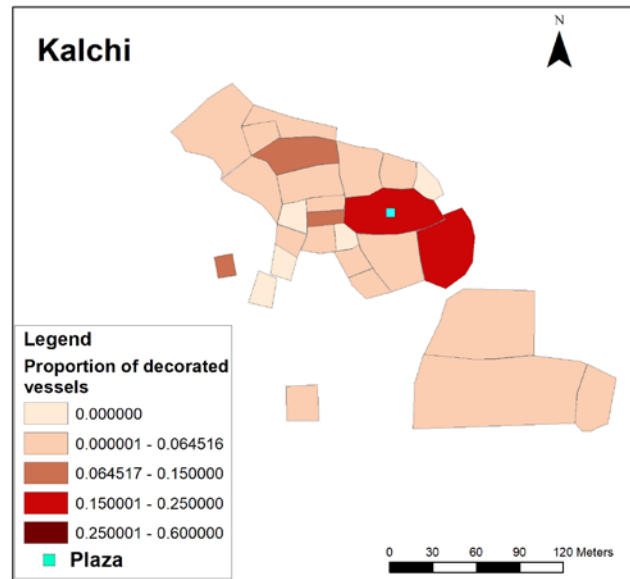 Kalchi
N
Legend
Proportion of decorated
vessels
0.000000
0.000001 - 0.064516
0.064517 - 0.150000
0.150001 - 0.250000
0.250001 - 0.600000
Plaza
0 30 60 90 120 Meters